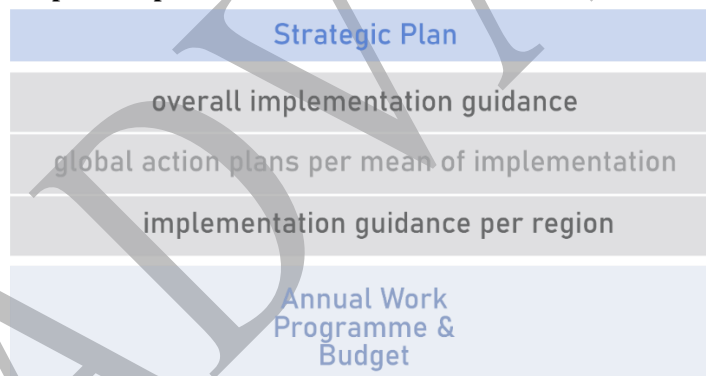 Strategic Plan
overall implementation guidance
global action plans per mean of implementation
implementation guidance per region
Annual Work
Programme &
Budget